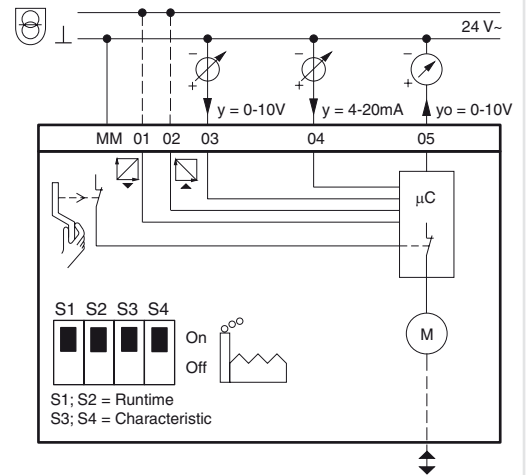 24 V~
y = 0-10V
y = 4-20mA
yo = 0-10V
MM 01 02 03 04 05
µC
S1 S2 S3 S4
On
Off
M
S1; S2 = Runtime
S3; S4 = Characteristic